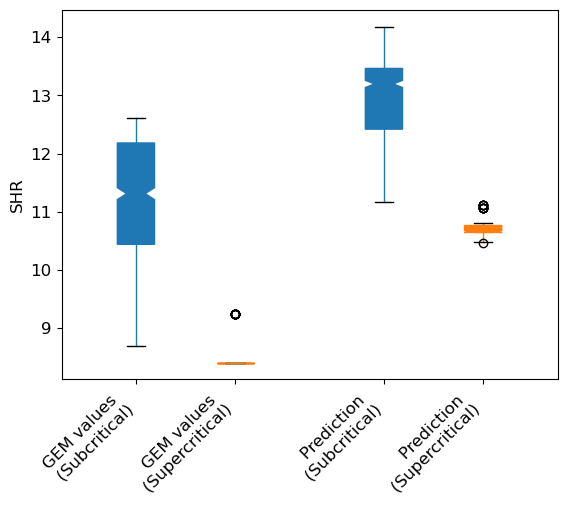 14
13
12
11
10
9
SHR
GEM values
(Subcritical)
GEM values
(Supercritical)
Prediction
(Subcritical)
Prediction
(Supercritical)